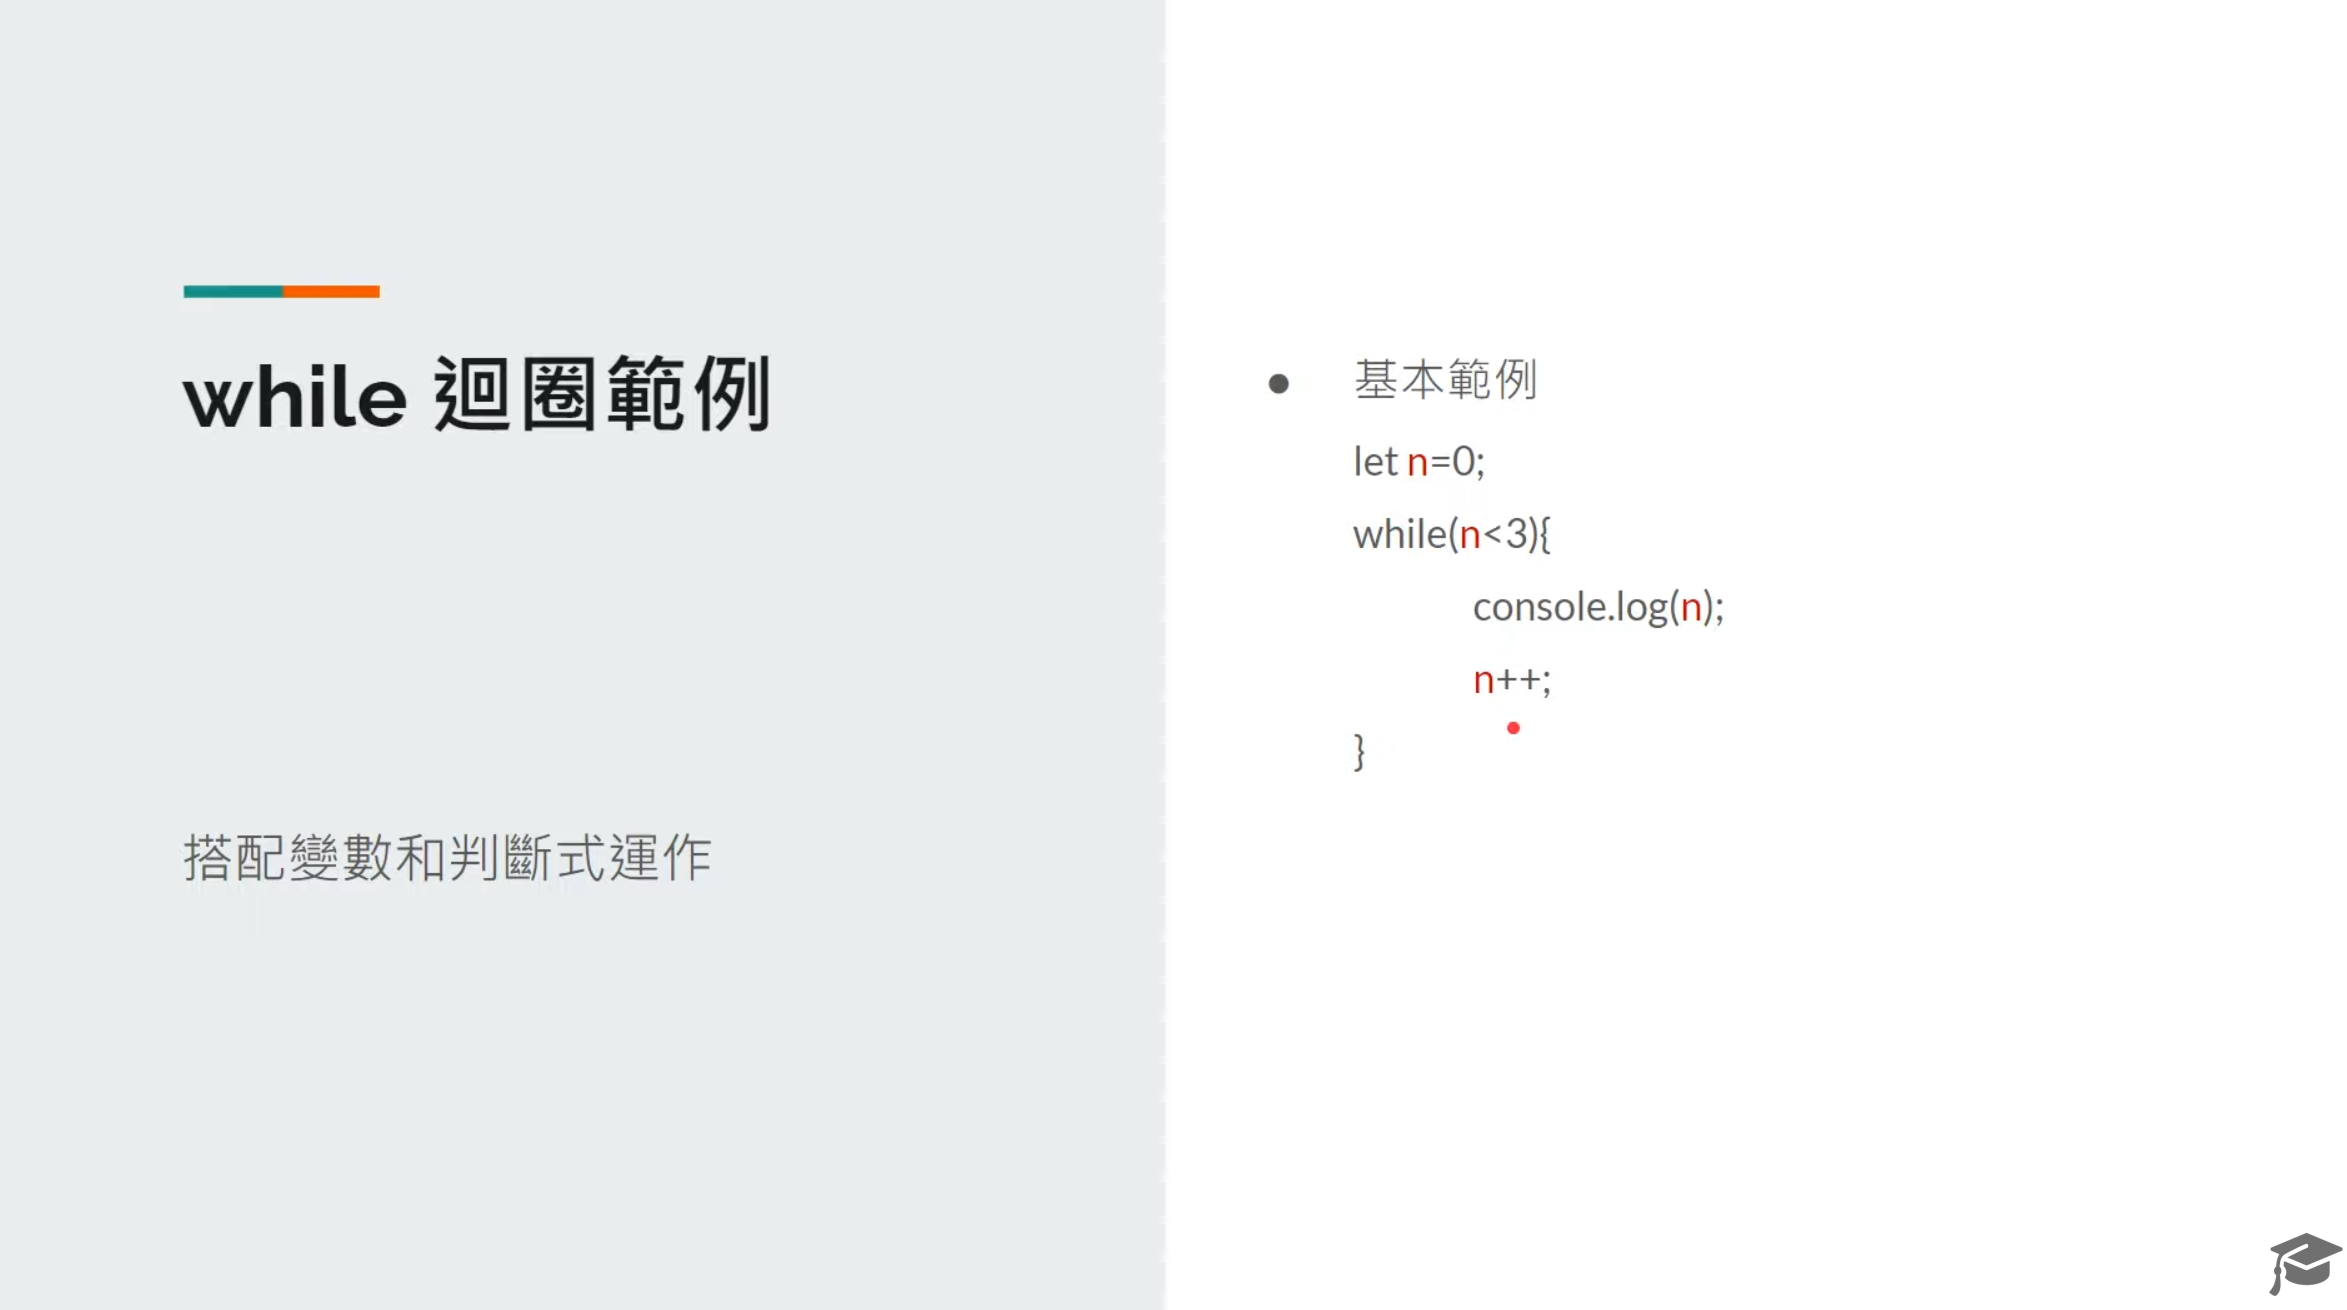 while 迴圈範例
搭配變數和判斷式運作
● 基本範例
let n=0;
while(n<3){
console.log(n);
n++;
}